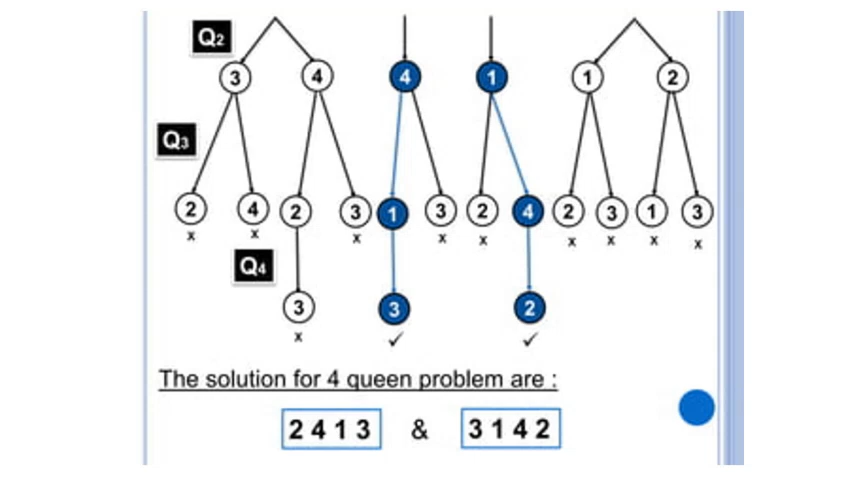 Q2
3 4 4 1 1 2
Q3
2 4 2 3 1 3 2 4 2 3 1 3
x x x x x x x x x
Q4
3 3 2
x ✓ ✓
The solution for 4 queen problem are :
2 4 1 3 & 3 1 4 2